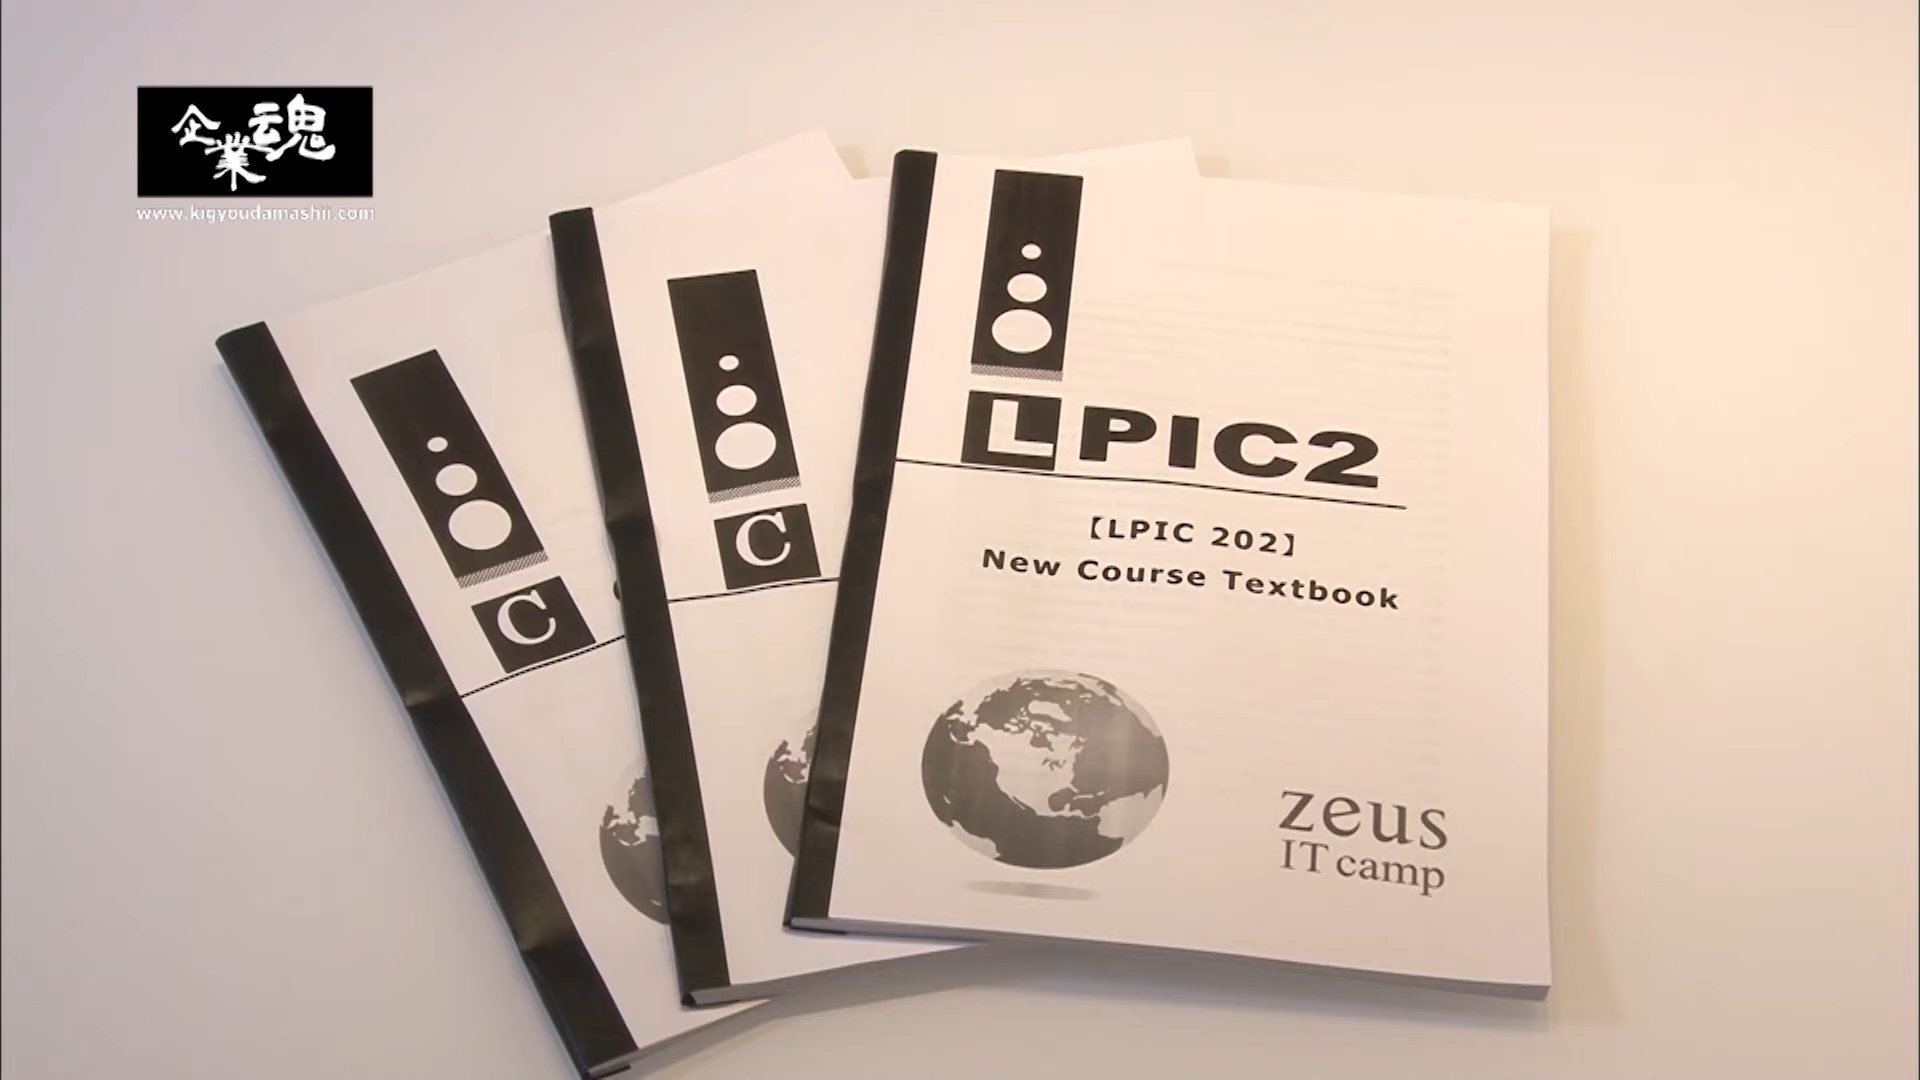 企業魂
www.kigyoudamashii.com
C
C
LPIC2
【LPIC 202】
New Course Textbook
zeus
IT camp